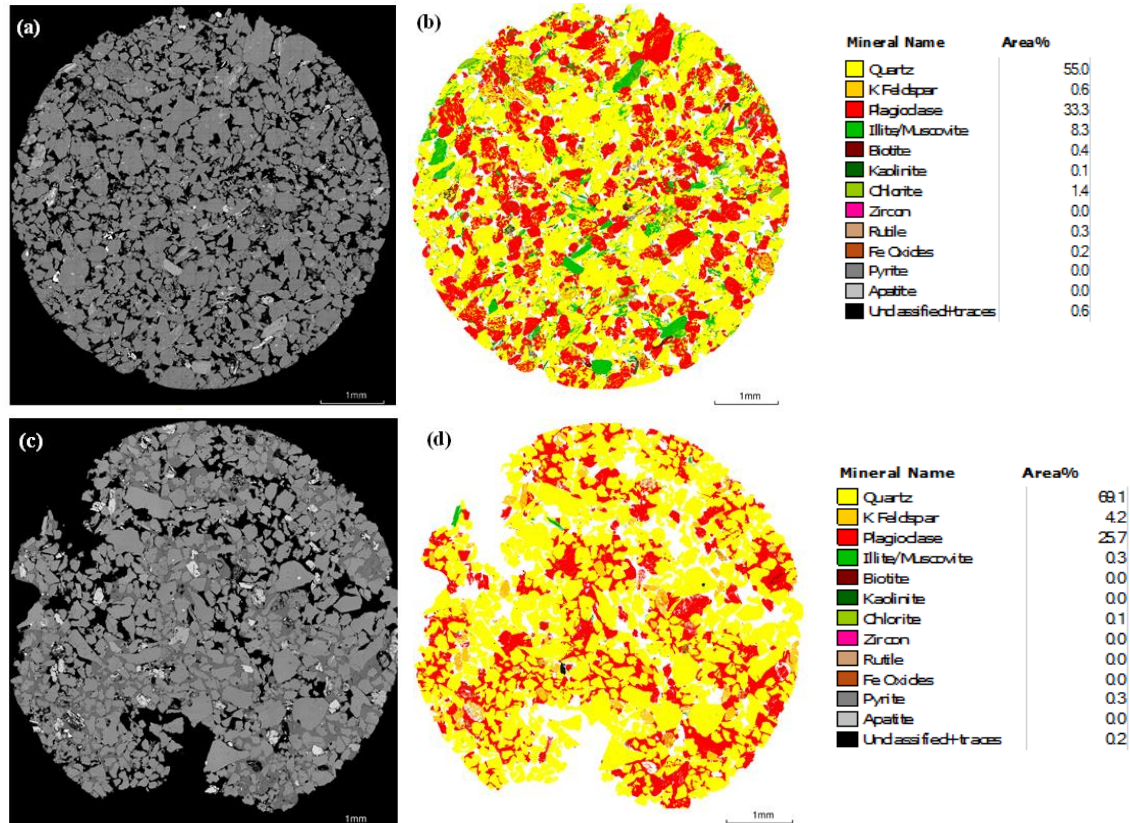 (a)
(b)
1mm
1mm
Mineral Name Area%
Quartz 55.0
K Feldspar 0.6
Plagioclase 33.3
Illite/Muscovite 8.3
Biotite 0.4
Kaolinite 0.1
Chlorite 1.4
Zircon 0.0
Rutile 0.3
Fe Oxides 0.2
Pyrite 0.0
Apatite 0.0
Unclassified+traces 0.6
(c)
(d)
1mm
1mm
Mineral Name Area%
Quartz 69.1
K Feldspar 4.2
Plagioclase 25.7
Illite/Muscovite 0.3
Biotite 0.0
Kaolinite 0.0
Chlorite 0.1
Zircon 0.0
Rutile 0.0
Fe Oxides 0.0
Pyrite 0.3
Apatite 0.0
Unclassified+traces 0.2